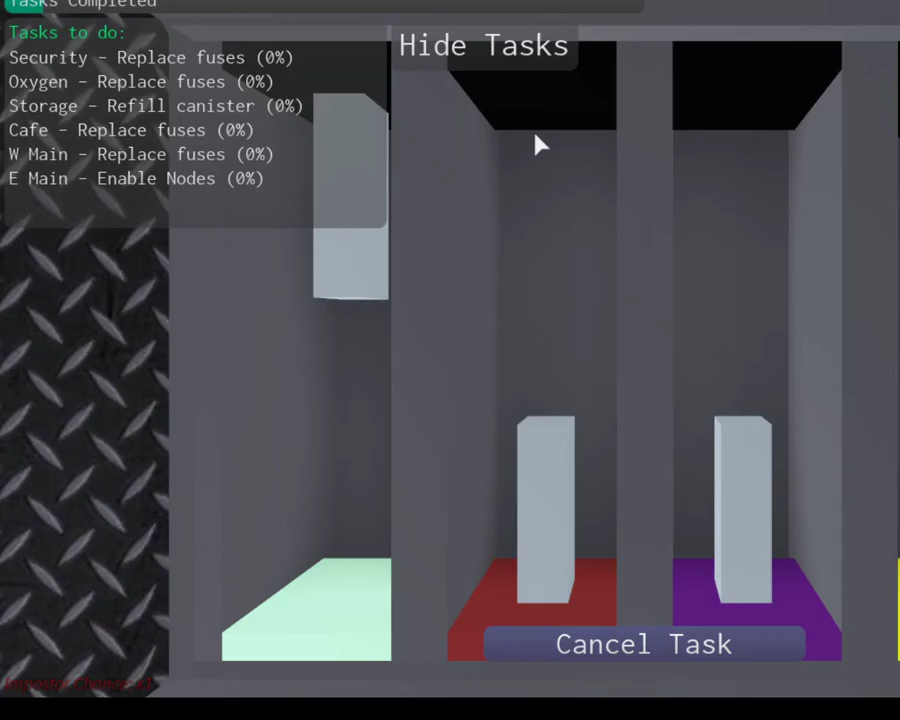 Tasks Completed
Tasks to do:
Security - Replace fuses (0%)
Oxygen - Replace fuses (0%)
Storage - Refill canister (0%)
Cafe - Replace fuses (0%)
W Main - Replace fuses (0%)
E Main - Enable Nodes (0%)
Hide Tasks
Cancel Task